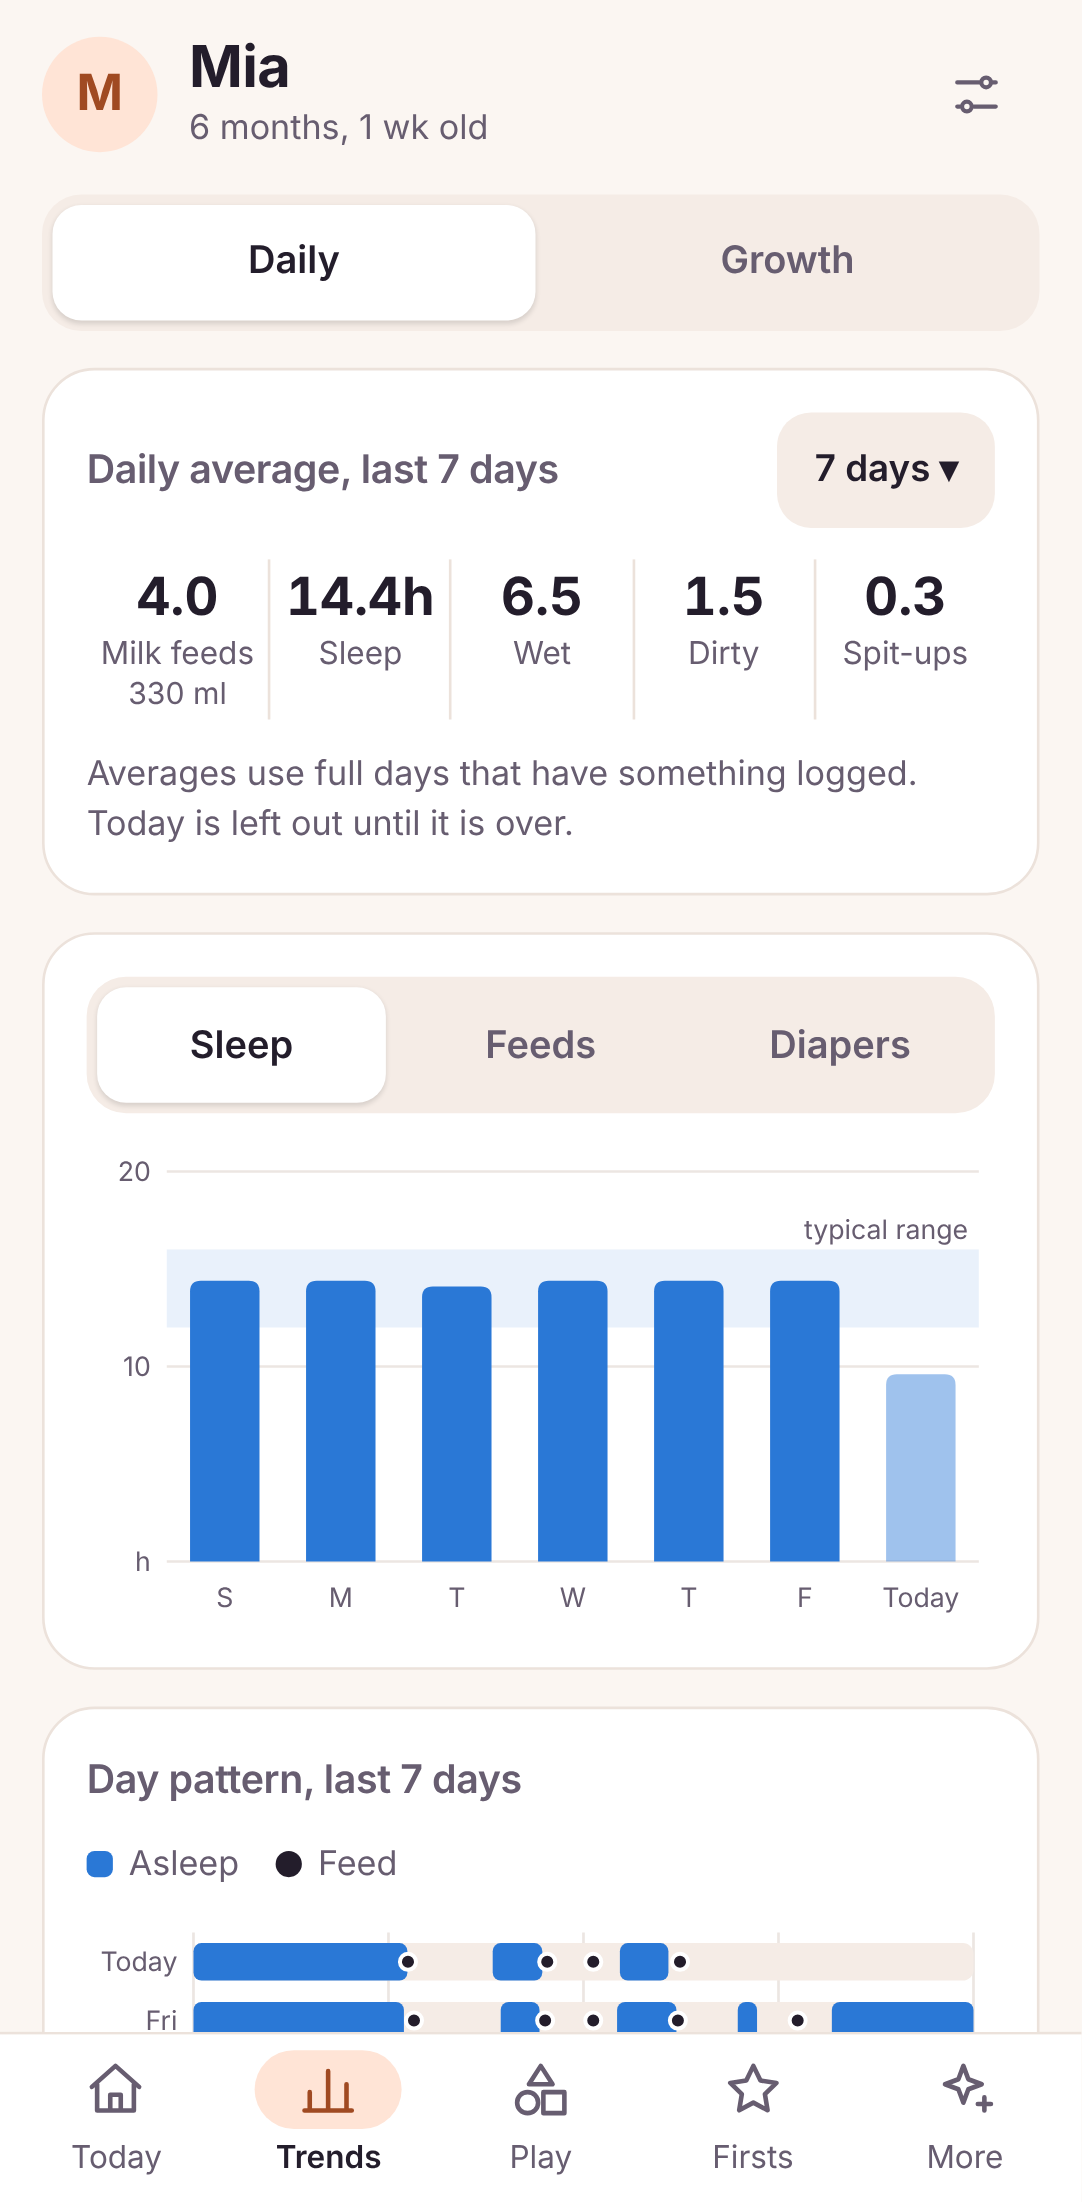 M
Mia
6 months, 1 wk old
Daily
Growth
Daily average, last 7 days
7 days ▾
4.0
Milk feeds
330 ml
14.4h
Sleep
6.5
Wet
1.5
Dirty
0.3
Spit-ups
Averages use full days that have something logged.
Today is left out until it is over.
Sleep
Feeds
Diapers
20
typical range
10
h
S
M
T
W
T
F
Today
Day pattern, last 7 days
Asleep
Feed
Today
Fri
Today
Trends
Play
Firsts
More